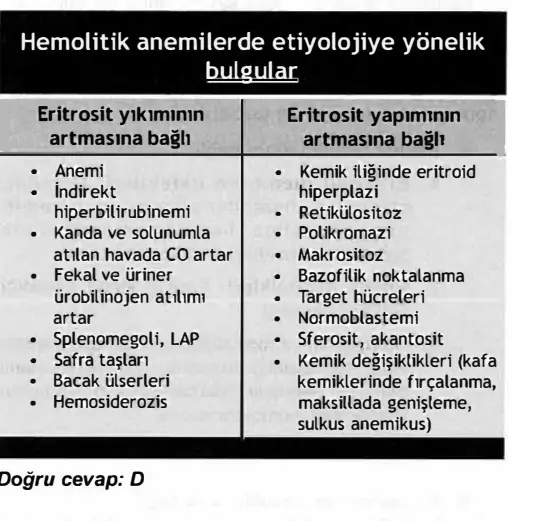 Hemolitik anemilerde etiyolojiye yönelik
bulgular
Eritrosit yıkımının
artmasına bağlı
• Anemi
• İndirekt
hiperbilirubinemi
• Kanda ve solunumla
atılan havada CO artar
• Fekal ve üriner
ürobilinojen atılımı
artar
• Splenomegoli, LAP
• Safra taşları
• Bacak ülserleri
• Hemosiderozis
Eritrosit yapımının
artmasına bağlı
• Kemik iliğinde eritroid
hiperplazi
• Retikülositoz
• Polikromazi
• Makrositoz
• Bazofilik noktalanma
• Target hücreleri
• Normoblastemi
• Sferosit, akantosit
• Kemik değişiklikleri (kafa
kemiklerinde fırçalanma,
maksillada genişleme,
sulkus anemikus)
Doğru cevap: D